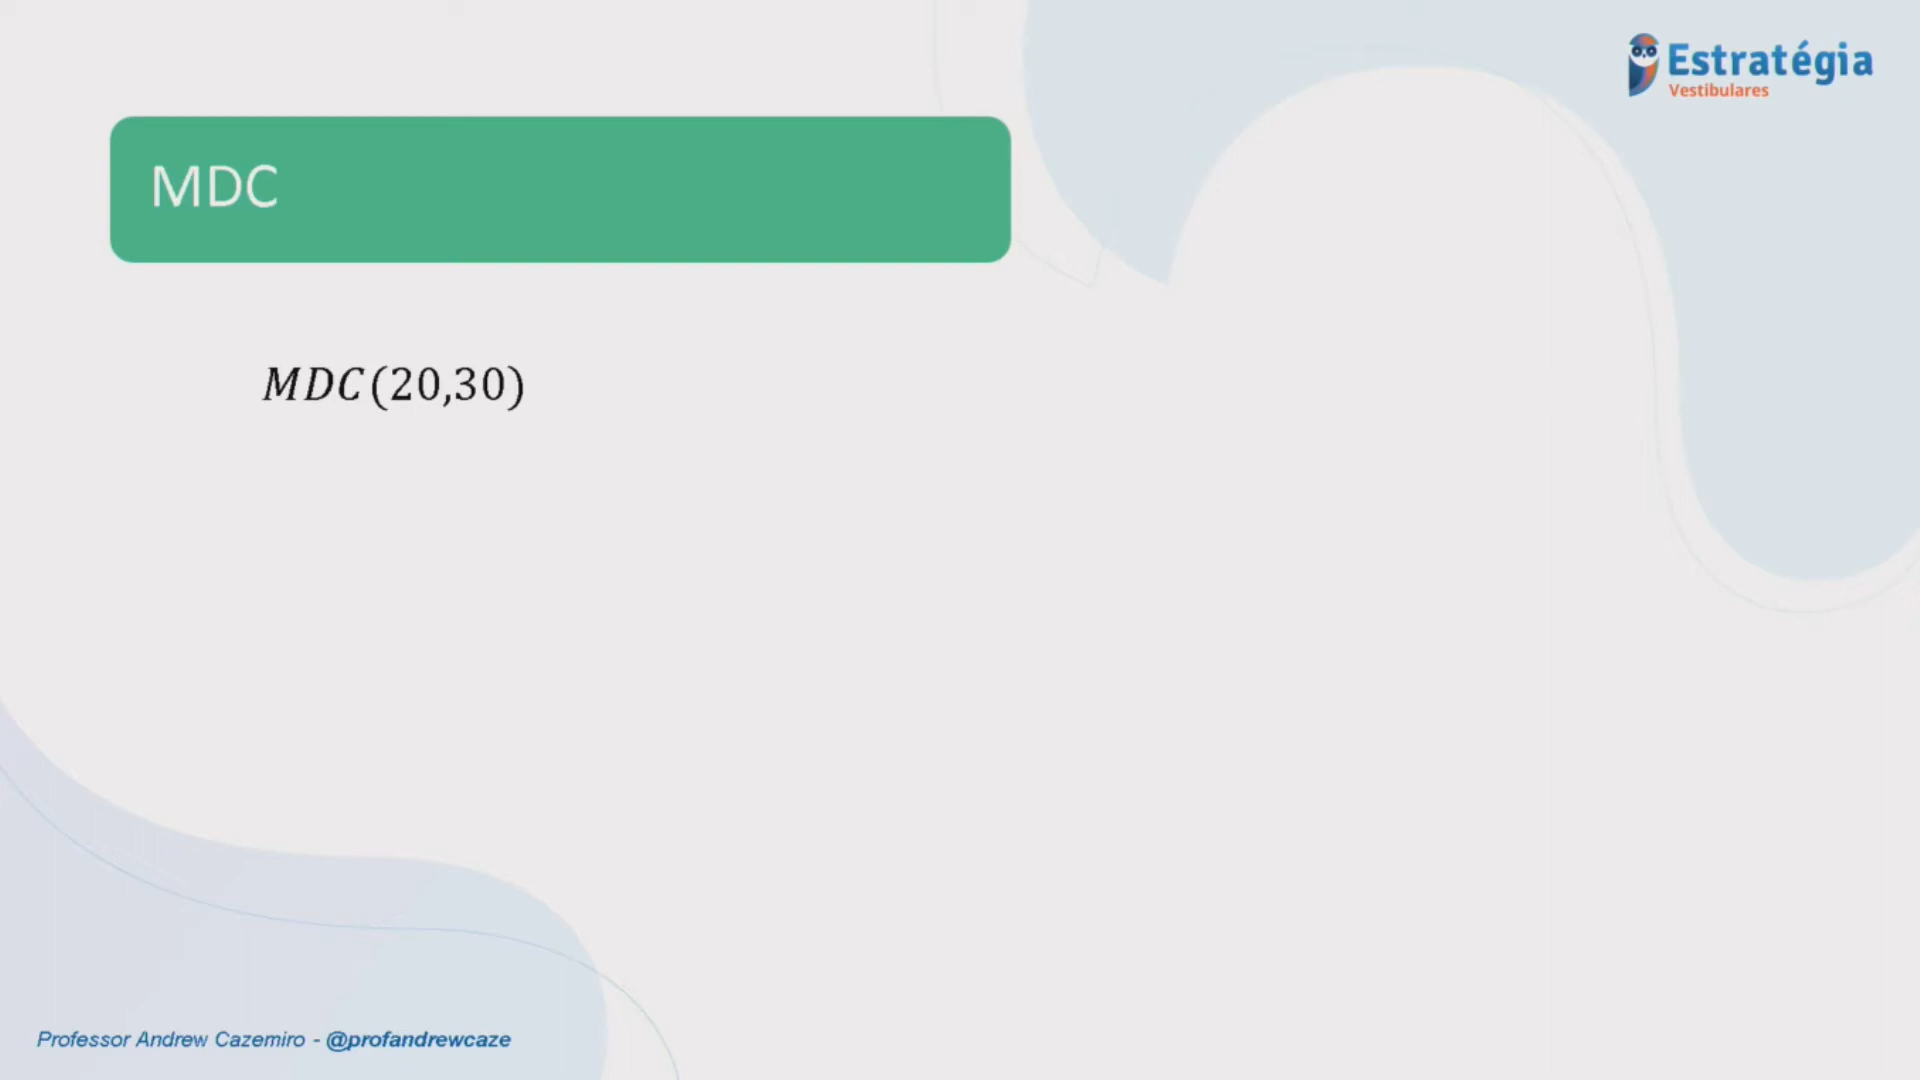 Estratégia
Vestibulares
MDC
MDC(20,30)
Professor Andrew Cazemiro - @profandrewcaze